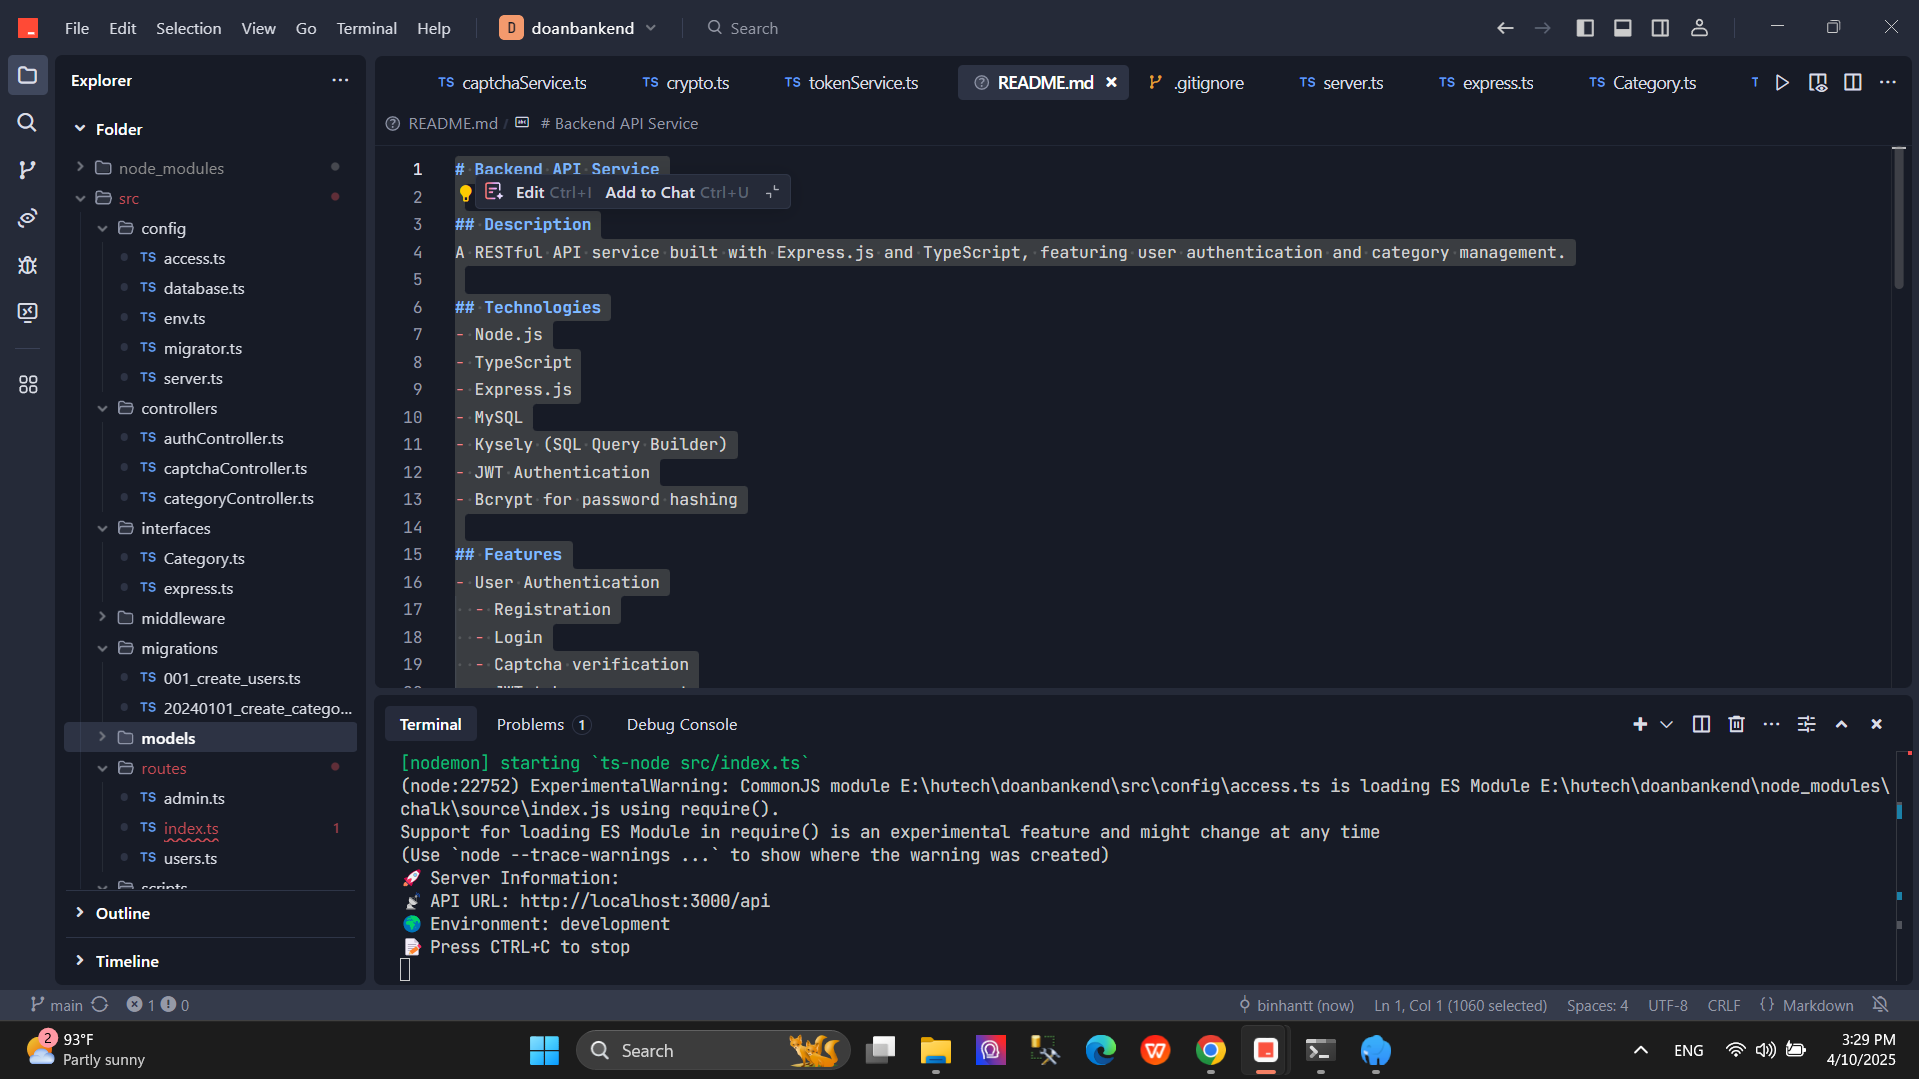 File Edit Selection View Go Terminal Help
D doanbankend
Search
Explorer
Folder
node_modules
src
config
TS access.ts
TS database.ts
TS env.ts
TS migrator.ts
TS server.ts
controllers
TS authController.ts
TS captchaController.ts
TS categoryController.ts
interfaces
TS Category.ts
TS express.ts
middleware
migrations
TS 001_create_users.ts
TS 20240101_create_catego...
models
routes
TS admin.ts
TS index.ts 1
TS users.ts
scripts
Outline
Timeline
TS captchaService.ts
TS crypto.ts
TS tokenService.ts
README.md
.gitignore
TS server.ts
TS express.ts
TS Category.ts
T
README.md / # Backend API Service
1 # Backend API Service
2
Edit Ctrl+I Add to Chat Ctrl+U
3 ## Description
4 A RESTful API service built with Express.js and TypeScript, featuring user authentication and category management.
5
6 ## Technologies
7 - Node.js
8 - TypeScript
9 - Express.js
10 - MySQL
11 - Kysely (SQL Query Builder)
12 - JWT Authentication
13 - Bcrypt for password hashing
14
15 ## Features
16 - User Authentication
17 - Registration
18 - Login
19 - Captcha verification
Terminal Problems 1 Debug Console
[nodemon] starting `ts-node src/index.ts`
(node:22752) ExperimentalWarning: CommonJS module E:\hutech\doanbankend\src\config\access.ts is loading ES Module E:\hutech\doanbankend\node_modules\
chalk\source\index.js using require().
Support for loading ES Module in require() is an experimental feature and might change at any time
(Use `node --trace-warnings ...` to show where the warning was created)
🚀 Server Information:
📡 API URL: http://localhost:3000/api
🌍 Environment: development
📝 Press CTRL+C to stop
main 1 0
binhantt (now) Ln 1, Col 1 (1060 selected) Spaces: 4 UTF-8 CRLF {} Markdown
2 93°F
Partly sunny
Search
ENG
3:29 PM
4/10/2025